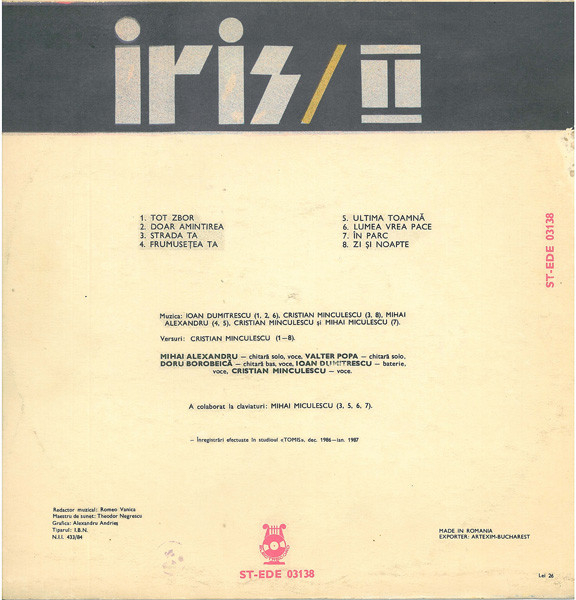 iris/II
1. TOT ZBOR
2. DOAR AMINTIREA
3. STRADA TA
4. FRUMUSEȚEA TA
5. ULTIMA TOAMNĂ
6. LUMEA VREA PACE
7. ÎN PARC
8. ZI ȘI NOAPTE
ST-EDE 03138
Muzica: IOAN DUMITRESCU (1, 2, 6), CRISTIAN MINCULESCU (3, 8), MIHAI
ALEXANDRU (4, 5), CRISTIAN MINCULESCU și MIHAI MICULESCU (7).
Versuri: CRISTIAN MINCULESCU (1—8).
MIHAI ALEXANDRU — chitară solo, voce, VALTER POPA — chitară solo,
DORU BOROBEICĂ — chitară bas, voce, IOAN DUMITRESCU — baterie,
voce, CRISTIAN MINCULESCU — voce.
A colaborat la claviaturi: MIHAI MICULESCU (3, 5, 6, 7).
— Înregistrări efectuate în studioul «TOMIS», dec. 1986—ian. 1987
Redactor muzical: Romeo Vanica
Maestru de sunet: Theodor Negrescu
Grafica: Alexandru Andrieș
Tiparul: I.B.N.
N.I.I. 433/84
ST-EDE 03138
MADE IN ROMANIA
EXPORTER: ARTEXIM-BUCHAREST
Lei 26